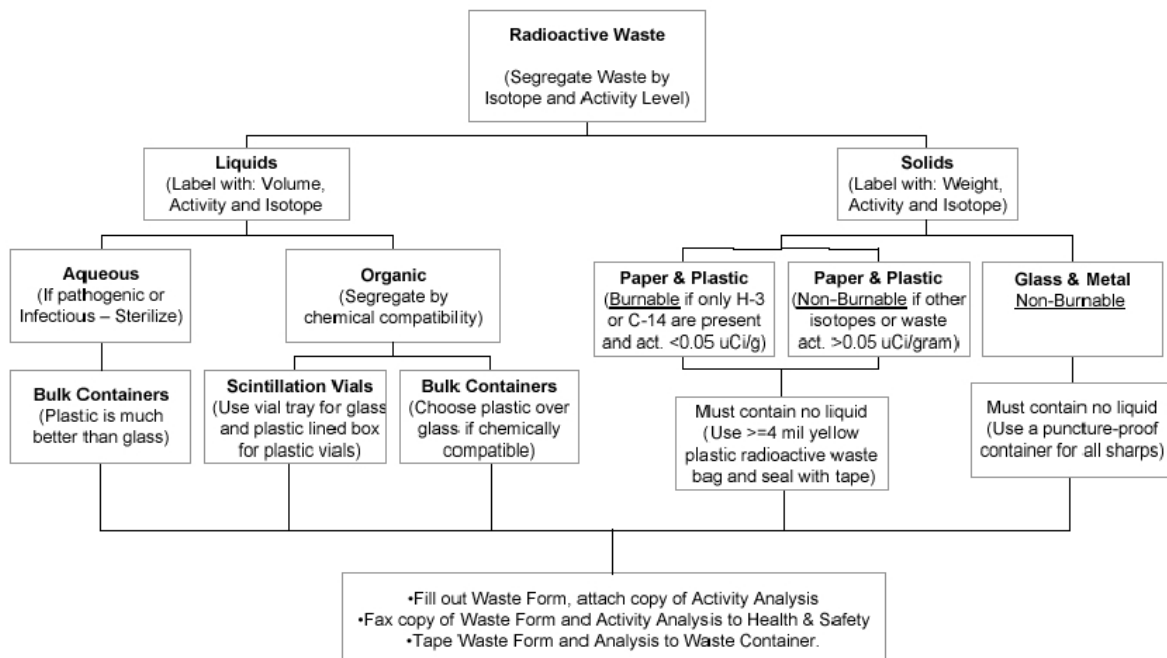 Radioactive Waste
(Segregate Waste by
Isotope and Activity Level)
Liquids
(Label with: Volume,
Activity and Isotope
Solids
(Label with: Weight,
Activity and Isotope)
Aqueous
(If pathogenic or
Infectious – Sterilize)
Organic
(Segregate by
chemical compatibility)
Paper & Plastic
(Burnable if only H-3
or C-14 are present
and act. <0.05 uCi/g)
Paper & Plastic
(Non-Burnable if other
isotopes or waste
act. >0.05 uCi/gram)
Glass & Metal
Non-Burnable
Bulk Containers
(Plastic is much
better than glass)
Scintillation Vials
(Use vial tray for glass
and plastic lined box
for plastic vials)
Bulk Containers
(Choose plastic over
glass if chemically
compatible)
Must contain no liquid
(Use >=4 mil yellow
plastic radioactive waste
bag and seal with tape)
Must contain no liquid
(Use a puncture-proof
container for all sharps)
•Fill out Waste Form, attach copy of Activity Analysis
•Fax copy of Waste Form and Activity Analysis to Health & Safety
•Tape Waste Form and Analysis to Waste Container.